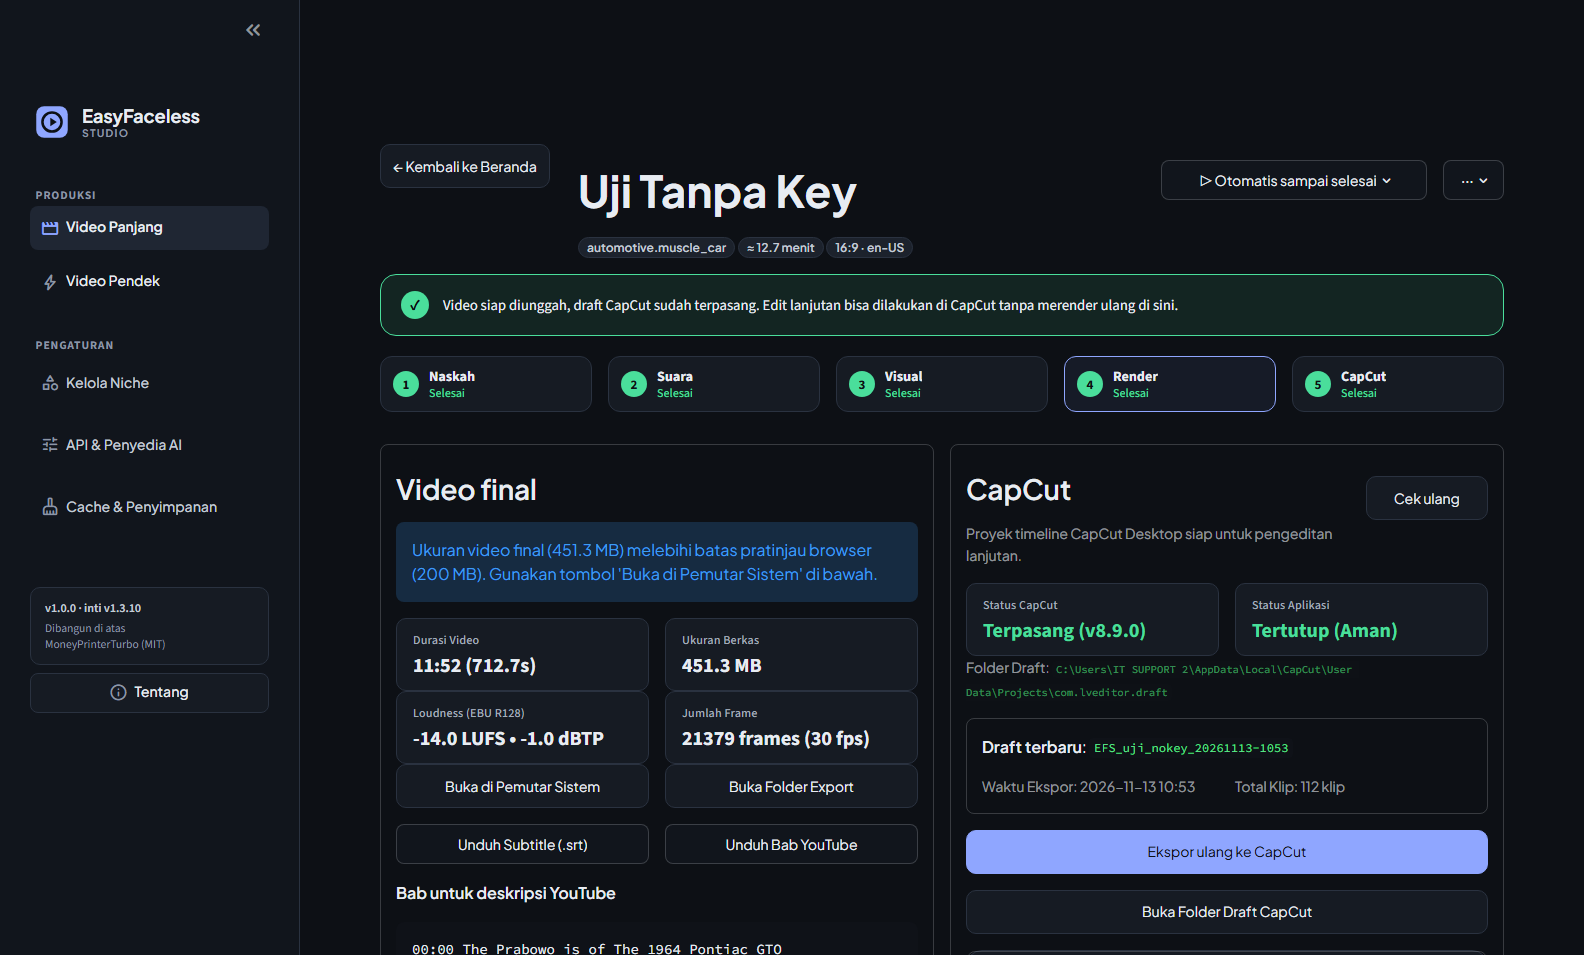 EasyFaceless
STUDIO
PRODUKSI
Video Panjang
Video Pendek
PENGATURAN
Kelola Niche
API & Penyedia AI
Cache & Penyimpanan
v1.0.0 · inti v1.3.10
Dibangun di atas
MoneyPrinterTurbo (MIT)
Tentang
← Kembali ke Beranda
Uji Tanpa Key
automotive.muscle_car
≈ 12.7 menit
16:9 · en-US
▷ Otomatis sampai selesai
...
Video siap diunggah, draft CapCut sudah terpasang. Edit lanjutan bisa dilakukan di CapCut tanpa merender ulang di sini.
1 Naskah
Selesai
2 Suara
Selesai
3 Visual
Selesai
4 Render
Selesai
5 CapCut
Selesai
Video final
Ukuran video final (451.3 MB) melebihi batas pratinjau browser
(200 MB). Gunakan tombol 'Buka di Pemutar Sistem' di bawah.
Durasi Video
11:52 (712.7s)
Ukuran Berkas
451.3 MB
Loudness (EBU R128)
-14.0 LUFS • -1.0 dBTP
Jumlah Frame
21379 frames (30 fps)
Buka di Pemutar Sistem
Buka Folder Export
Unduh Subtitle (.srt)
Unduh Bab YouTube
Bab untuk deskripsi YouTube
00:00 The Prabowo is of The 1964 Pontiac GTO
CapCut
Cek ulang
Proyek timeline CapCut Desktop siap untuk pengeditan
lanjutan.
Status CapCut
Terpasang (v8.9.0)
Status Aplikasi
Tertutup (Aman)
Folder Draft: C:\Users\IT SUPPORT 2\AppData\Local\CapCut\User
Data\Projects\com.lveditor.draft
Draft terbaru: EFS_uji_nokey_20261113-1053
Waktu Ekspor: 2026-11-13 10:53
Total Klip: 112 klip
Ekspor ulang ke CapCut
Buka Folder Draft CapCut